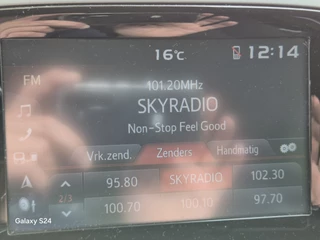 16°C 12:14
FM
101.20MHz
SKYRADIO
Non-Stop Feel Good
Vrk.zend. Zenders Handmatig
2/3
95.80 SKYRADIO 102.30
100.70 100.10 97.70
Galaxy S24